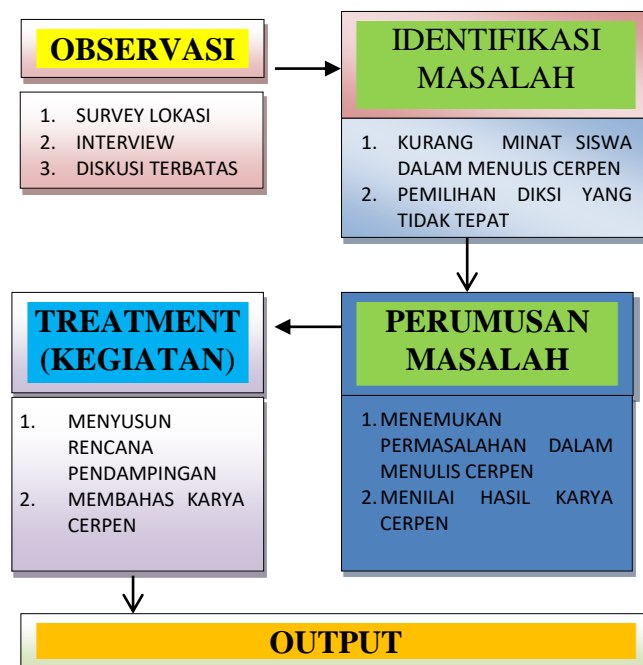 OBSERVASI
1. SURVEY LOKASI
2. INTERVIEW
3. DISKUSI TERBATAS
IDENTIFIKASI
MASALAH
1. KURANG MINAT SISWA
DALAM MENULIS CERPEN
2. PEMILIHAN DIKSI YANG
TIDAK TEPAT
PERUMUSAN
MASALAH
1. MENEMUKAN
PERMASALAHAN DALAM
MENULIS CERPEN
2. MENILAI HASIL KARYA
CERPEN
TREATMENT
(KEGIATAN)
1. MENYUSUN
RENCANA
PENDAMPINGAN
2. MEMBAHAS KARYA
CERPEN
OUTPUT